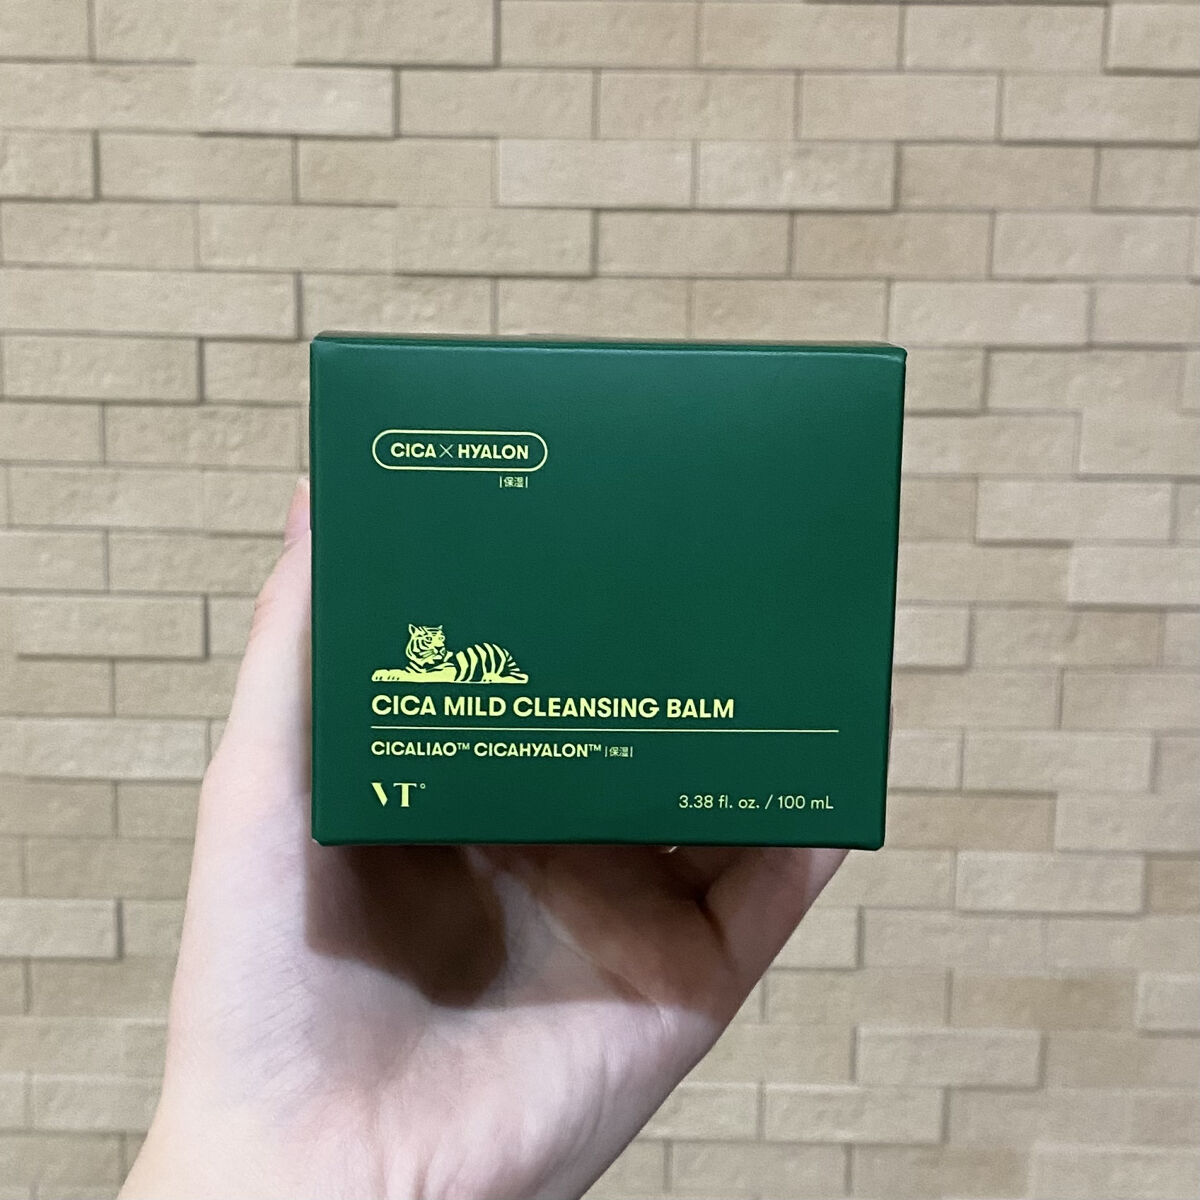 CICA×HYALON
|保湿|
CICA MILD CLEANSING BALM
CICALIAO™ CICAHYALON™ |保湿|
VT° 3.38 fl. oz. / 100 mL